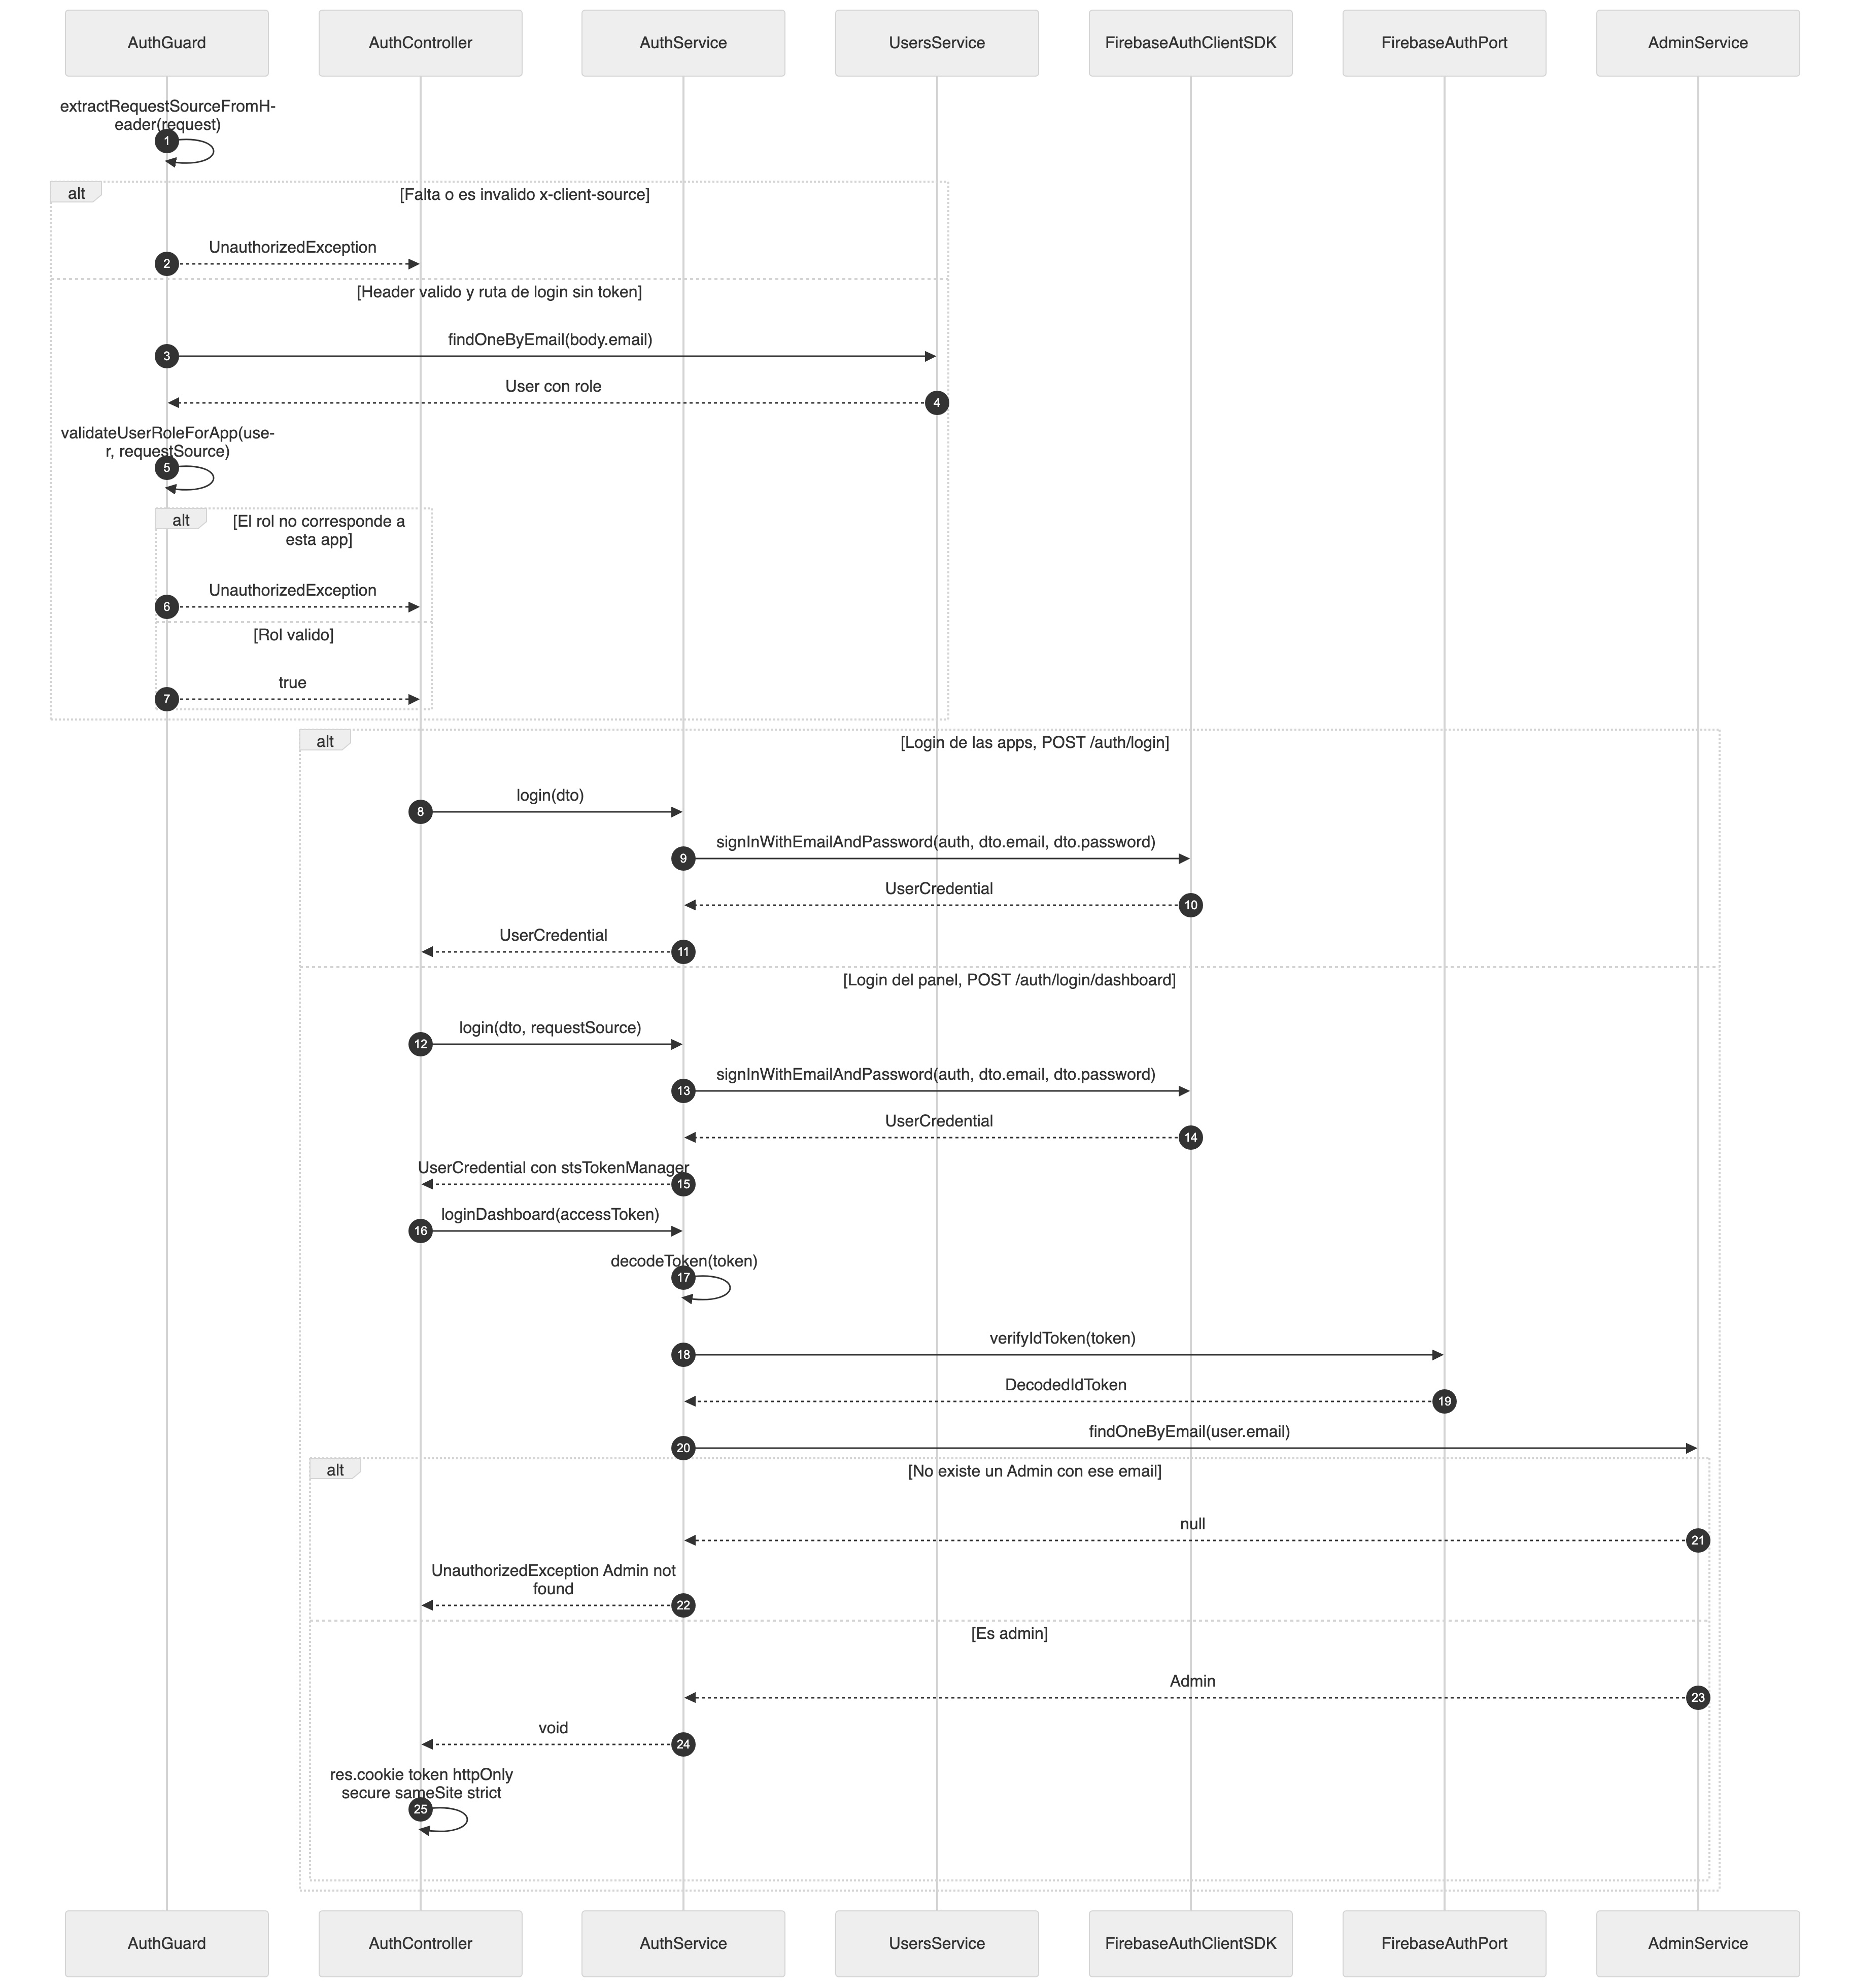 AuthGuard
AuthController
AuthService
UsersService
FirebaseAuthClientSDK
FirebaseAuthPort
AdminService
extractRequestSourceFromH-
eader(request)
1
alt
[Falta o es invalido x-client-source]
UnauthorizedException
2
[Header valido y ruta de login sin token]
findOneByEmail(body.email)
3
User con role
4
validateUserRoleForApp(use-
r, requestSource)
5
alt
[El rol no corresponde a
esta app]
UnauthorizedException
6
[Rol valido]
true
7
alt
[Login de las apps, POST /auth/login]
login(dto)
8
signInWithEmailAndPassword(auth, dto.email, dto.password)
9
UserCredential
10
UserCredential
11
[Login del panel, POST /auth/login/dashboard]
login(dto, requestSource)
12
signInWithEmailAndPassword(auth, dto.email, dto.password)
13
UserCredential
14
UserCredential con stsTokenManager
15
loginDashboard(accessToken)
16
decodeToken(token)
17
verifyIdToken(token)
18
DecodedIdToken
19
findOneByEmail(user.email)
20
alt
[No existe un Admin con ese email]
null
21
UnauthorizedException Admin not
found
22
[Es admin]
Admin
23
void
24
res.cookie token httpOnly
secure sameSite strict
25
AuthGuard
AuthController
AuthService
UsersService
FirebaseAuthClientSDK
FirebaseAuthPort
AdminService